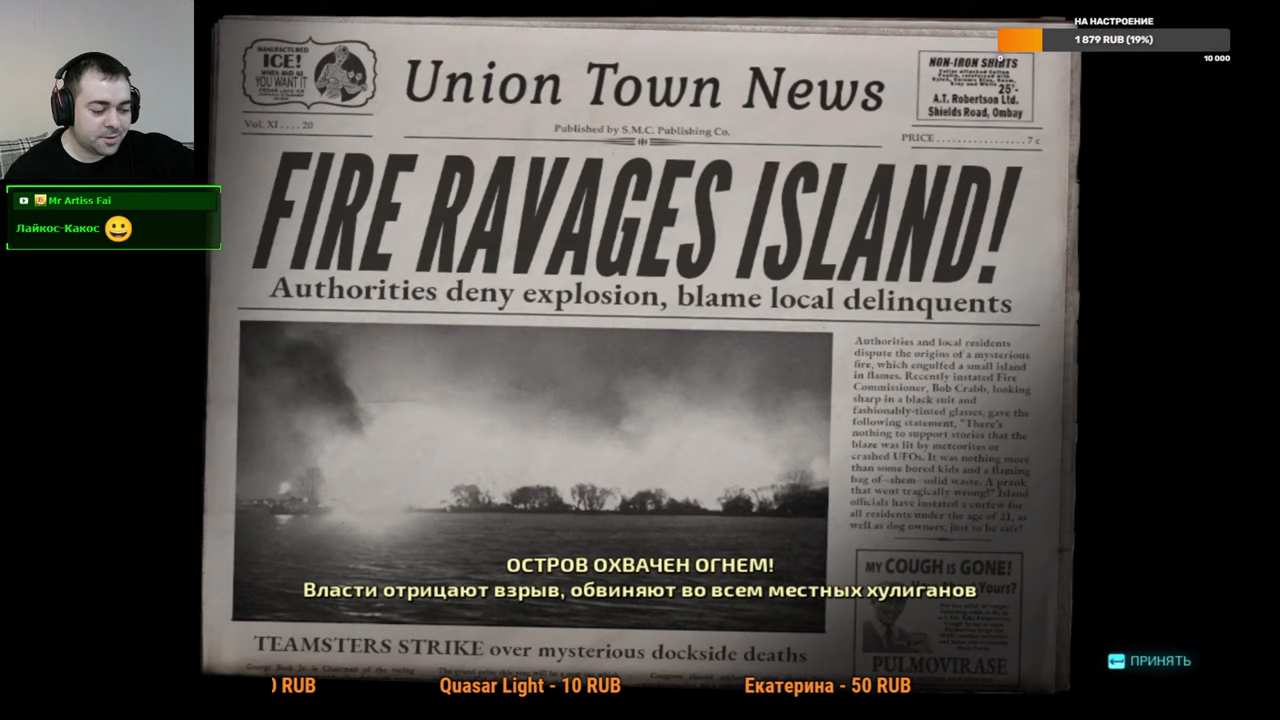 НА НАСТРОЕНИЕ
1 879 RUB (19%)
0
10 000
MANUFACTURED
ICE!
WHEN AND AS
YOU WANT IT
Union Town News
NON-IRON SHIRTS
25'-
A.T. Robertson Ltd.
Shields Road, Ombay
Vol. XI .... 20
Published by S.M.C. Publishing Co.
PRICE ................. 7 c
FIRE RAVAGES ISLAND!
Authorities deny explosion, blame local delinquents
Mr Artiss Fai
Лайкос-Какос 😀
Authorities and local residents
dispute the origins of a mysterious
fire, which engulfed a small island
in flames. Recently instated Fire
Commissioner, Bob Crabb, looking
sharp in a black suit and
fashionably-tinted glasses, gave the
following statement, "There's
nothing to support stories that the
blaze was lit by meteorites or
crashed UFOs. It was nothing more
than some bored kids and a flaming
bag of–ahem–solid waste. A prank
that went tragically wrong!" Island
officials have instated a curfew for
all residents under the age of 21, as
well as dog owners, just to be safe!
ОСТРОВ ОХВАЧЕН ОГНЕМ!
Власти отрицают взрыв, обвиняют во всем местных хулиганов
MY COUGH IS GONE!
Yours?
PULMOVIRASE
TEAMSTERS STRIKE over mysterious dockside deaths
ПРИНЯТЬ
) RUB
Quasar Light - 10 RUB
Екатерина - 50 RUB